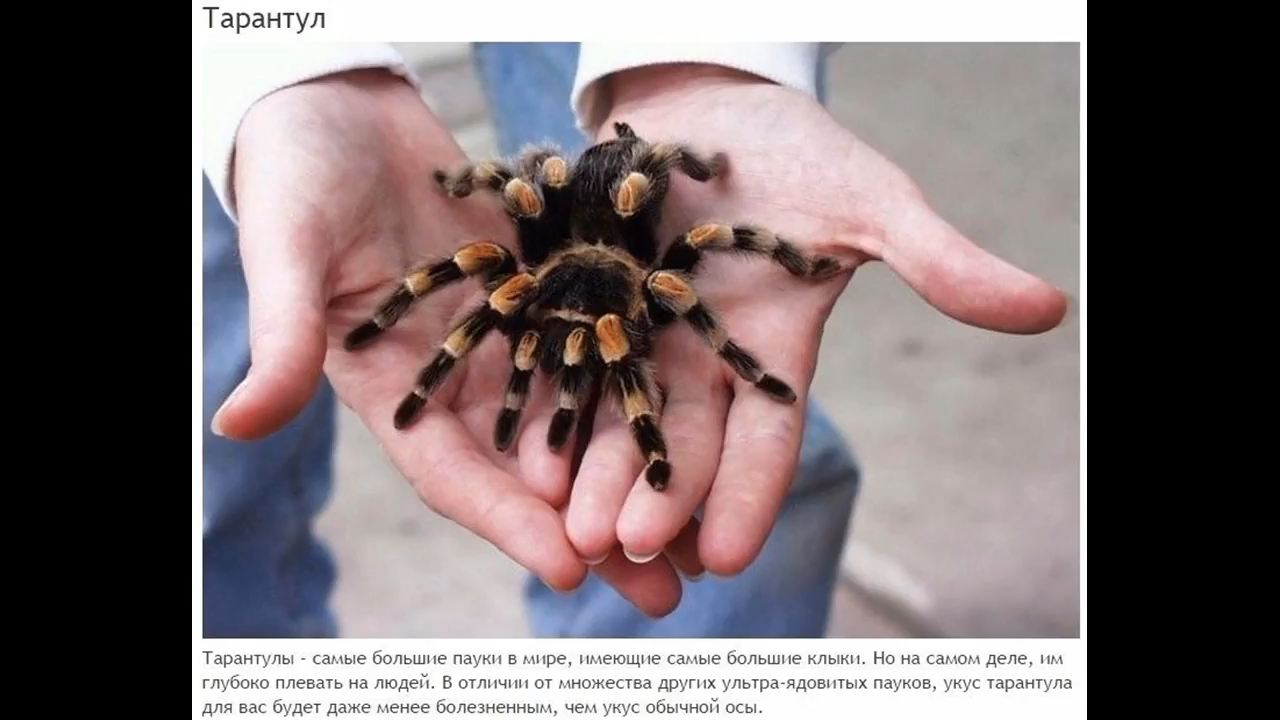 Тарантул
Тарантулы - самые большие пауки в мире, имеющие самые большие клыки. Но на самом деле, им
глубоко плевать на людей. В отличии от множества других ультра-ядовитых пауков, укус тарантула
для вас будет даже менее болезненным, чем укус обычной осы.